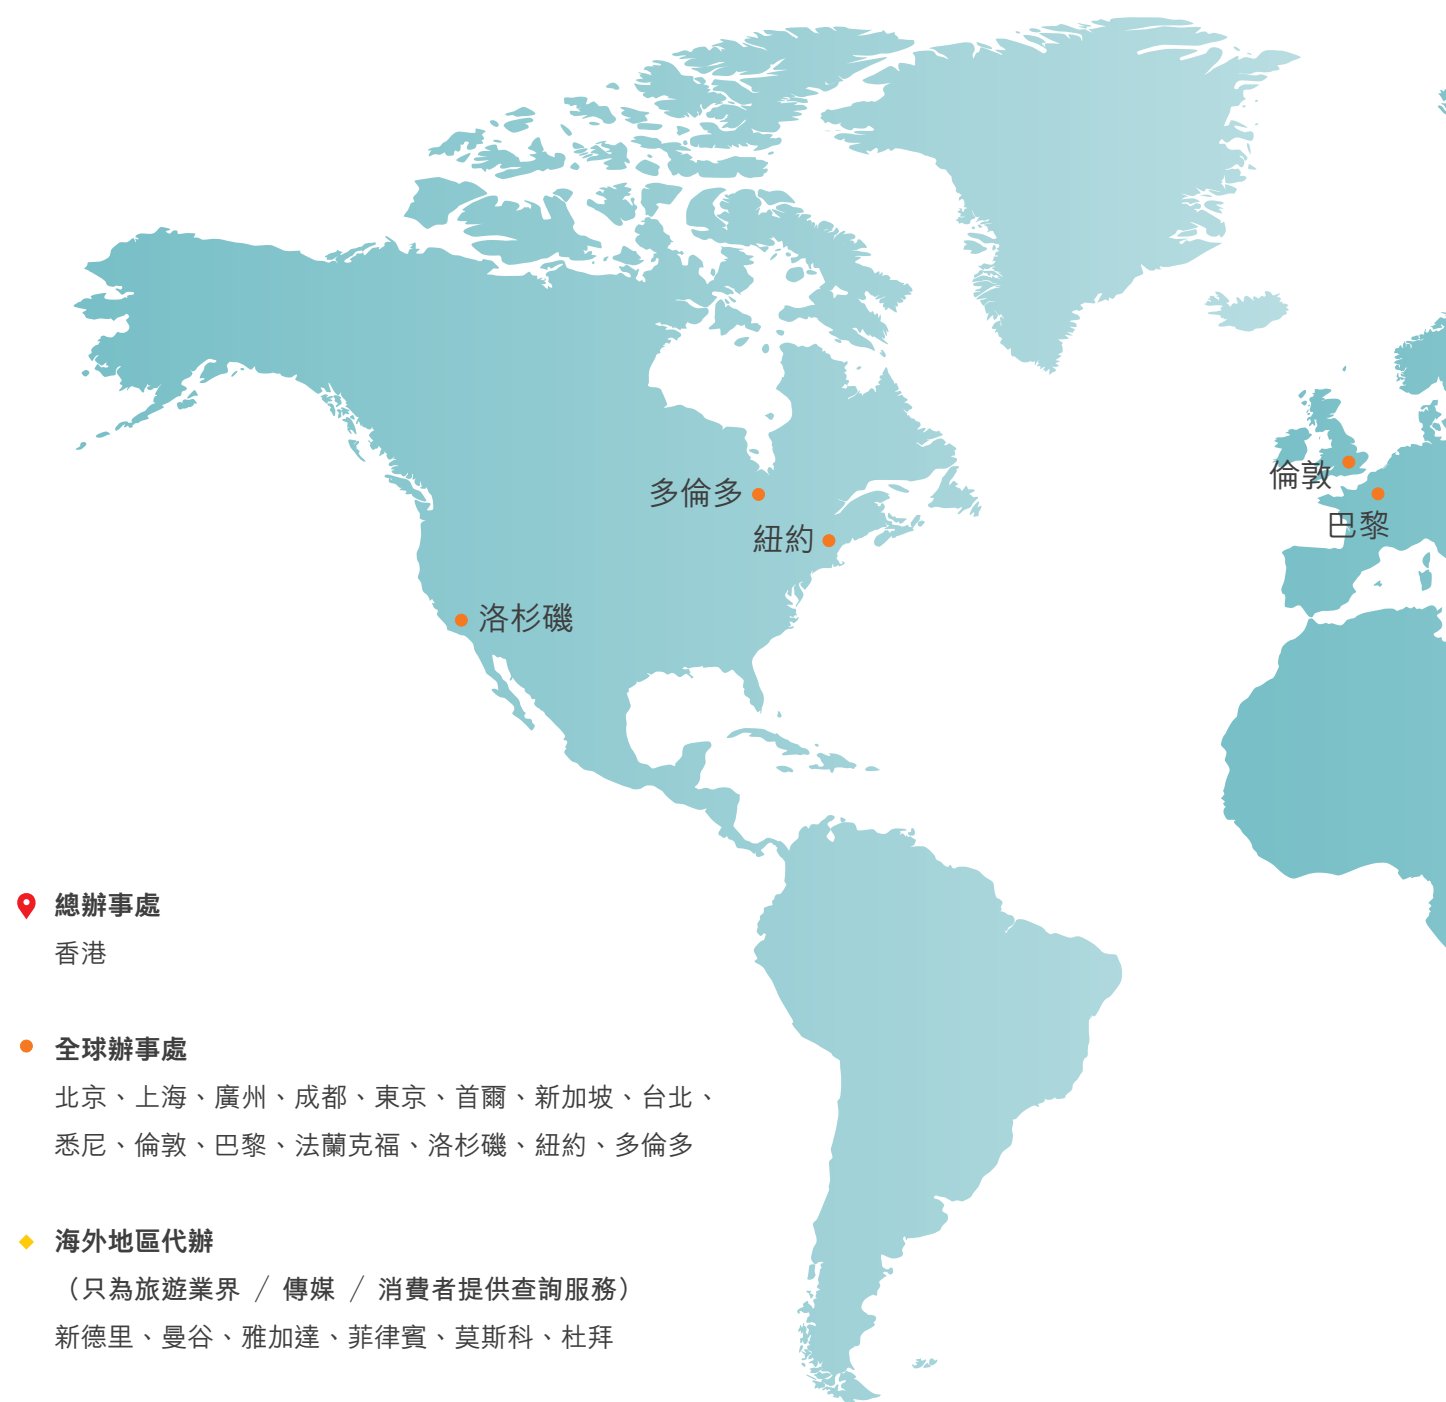 多倫多
紐約
洛杉磯
倫敦
巴黎
總辦事處
香港
全球辦事處
北京、上海、廣州、成都、東京、首爾、新加坡、台北、
悉尼、倫敦、巴黎、法蘭克福、洛杉磯、紐約、多倫多
海外地區代辦
（只為旅遊業界 / 傳媒 / 消費者提供查詢服務）
新德里、曼谷、雅加達、菲律賓、莫斯科、杜拜